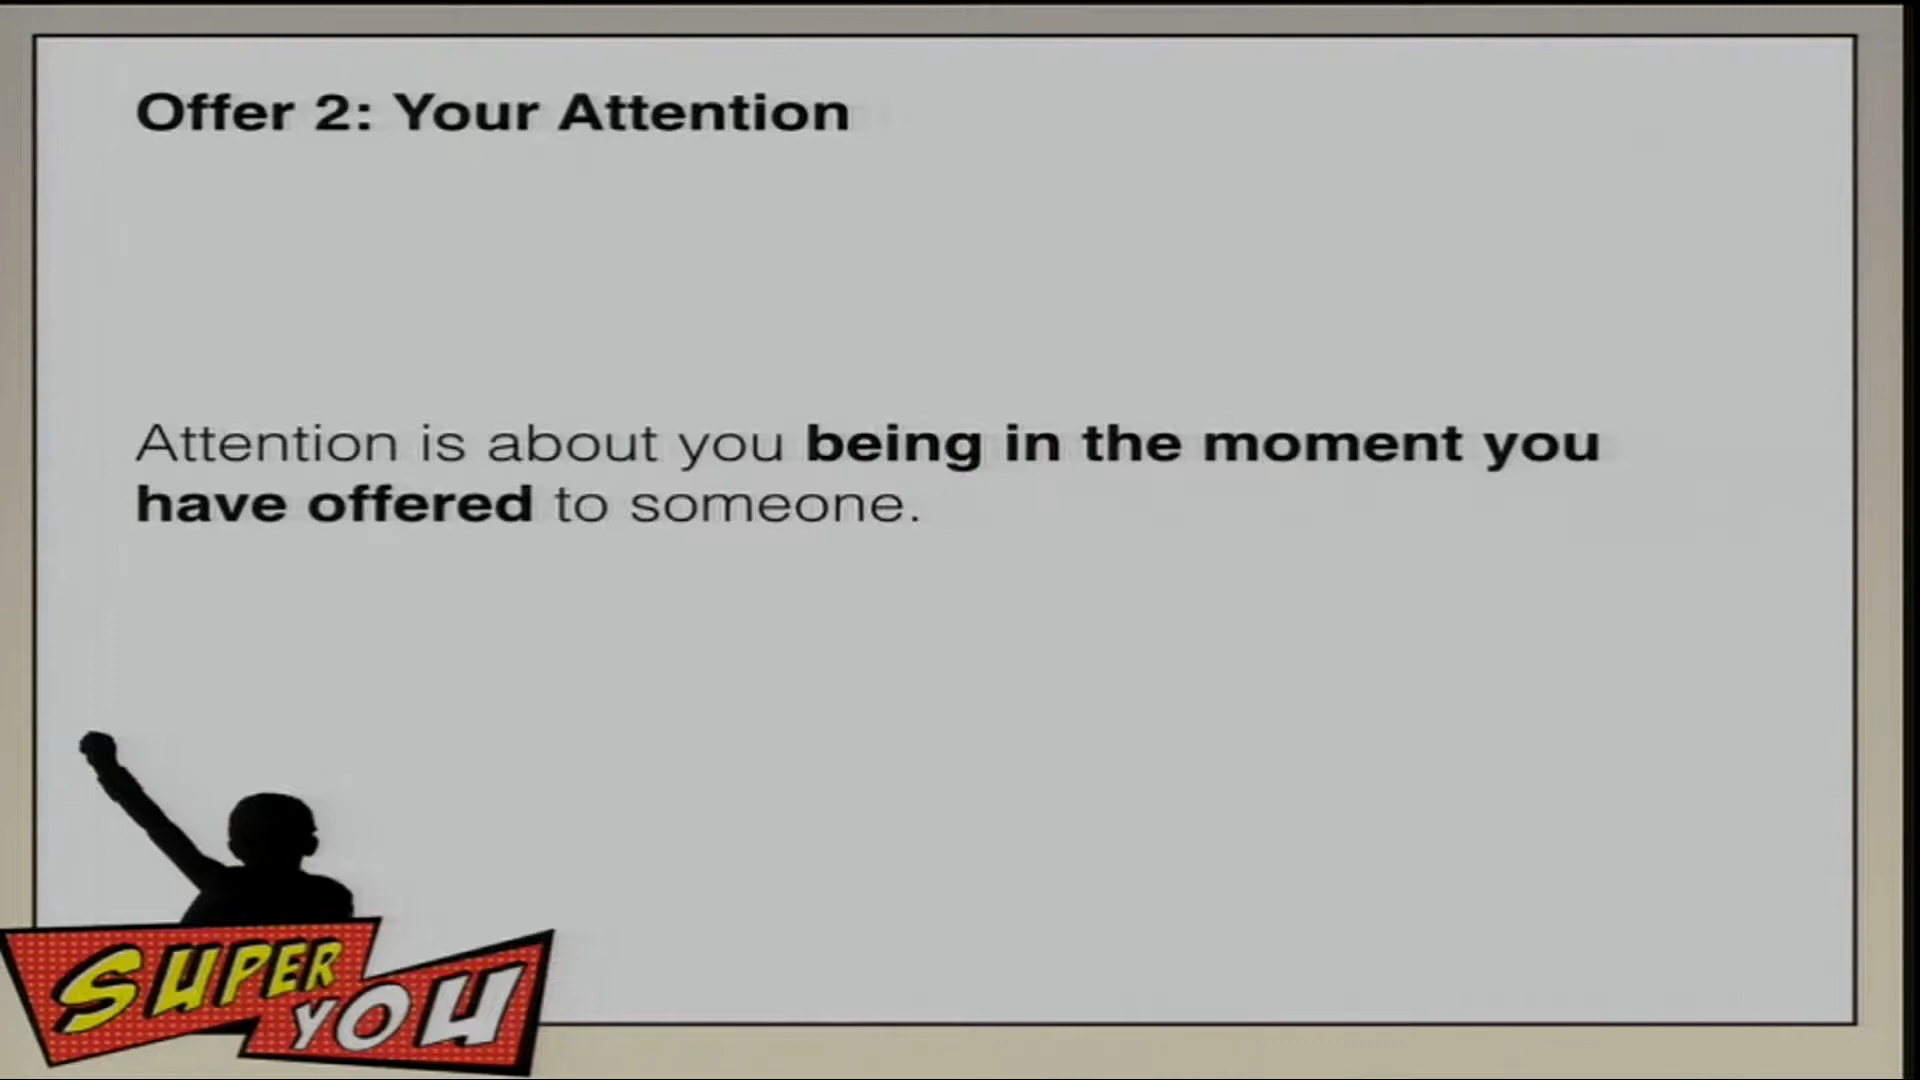 Offer 2: Your Attention
Attention is about you being in the moment you
have offered to someone.
SUPER
YOU